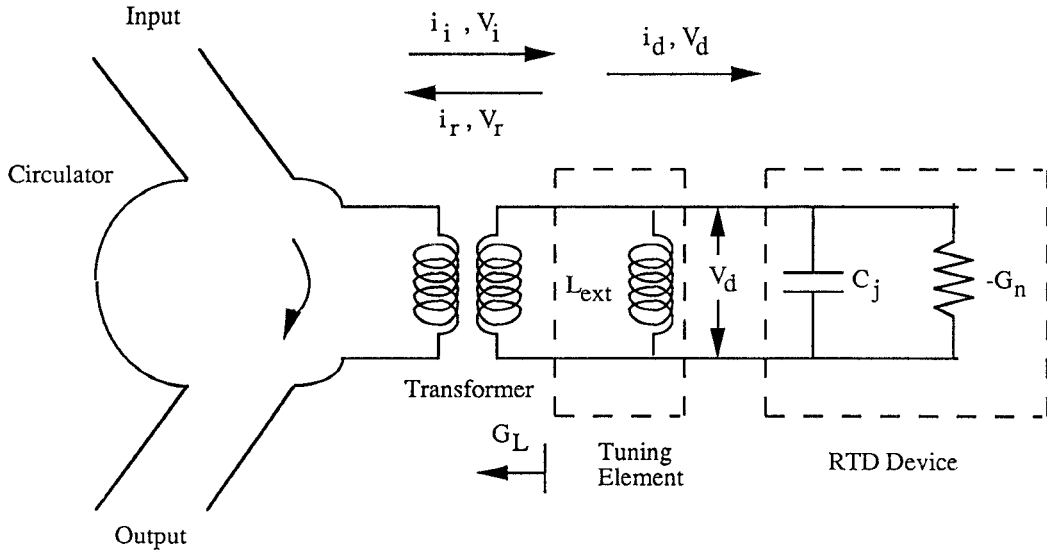 Input
i_i , V_i
i_d, V_d
i_r , V_r
Circulator
L_ext
V_d
C_j
-G_n
Transformer
G_L
Tuning
Element
RTD Device
Output